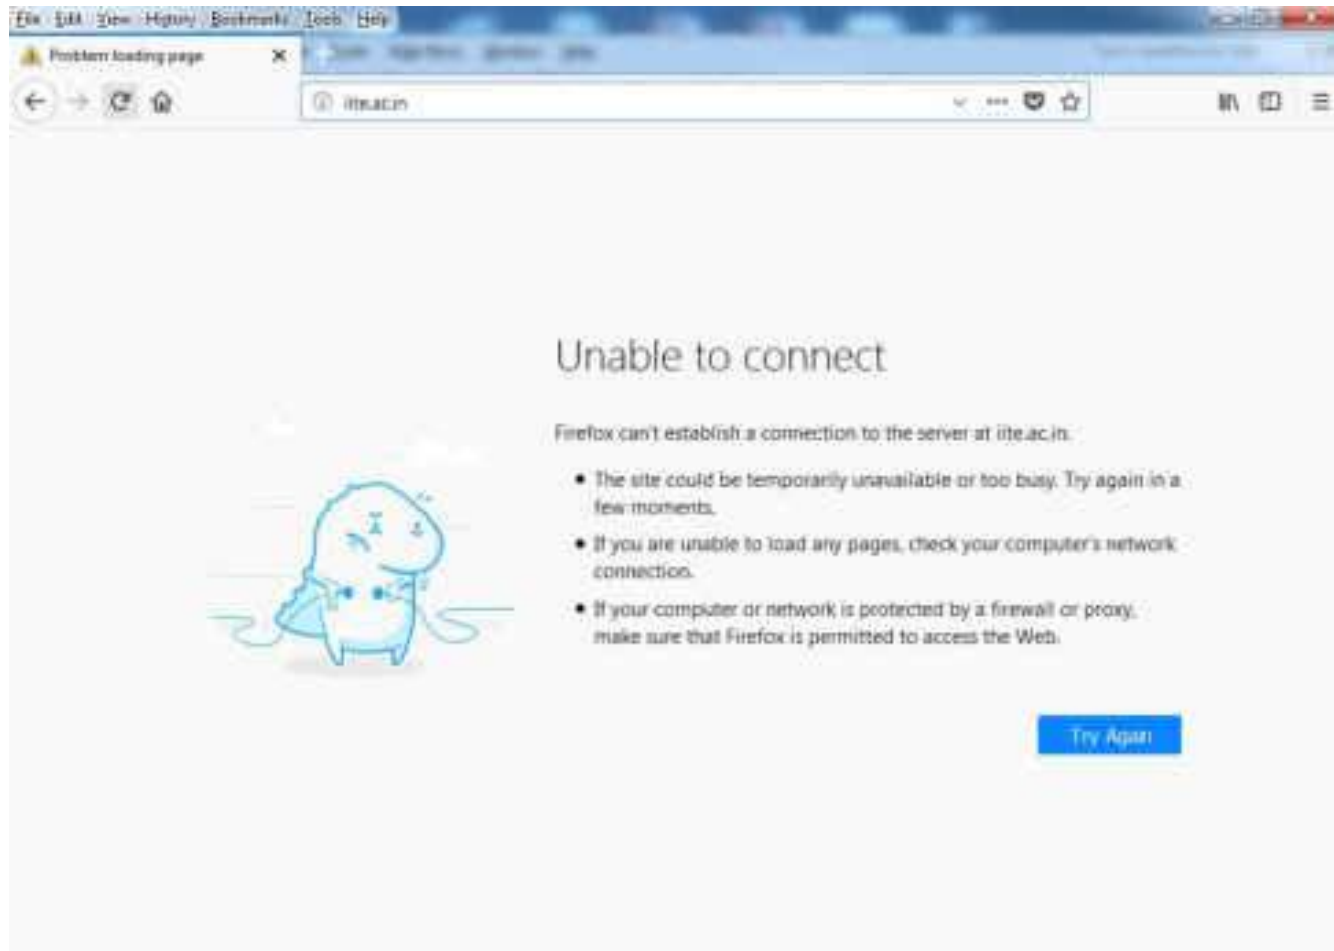 File Edit View History Bookmarks Tools Help
Problem loading page
iite.ac.in
Unable to connect
Firefox can't establish a connection to the server at iite.ac.in.
The site could be temporarily unavailable or too busy. Try again in a
few moments.
If you are unable to load any pages, check your computer's network
connection.
If your computer or network is protected by a firewall or proxy,
make sure that Firefox is permitted to access the Web.
Try Again